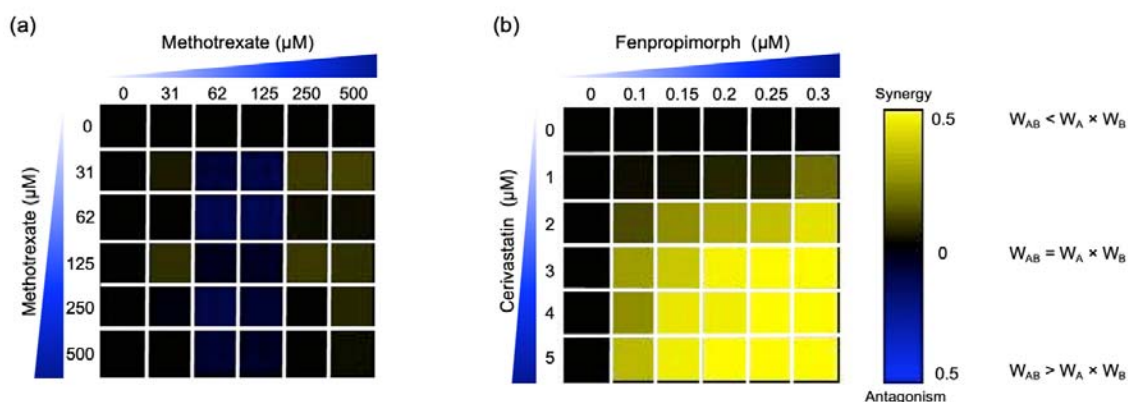 (a)
Methotrexate (µM)
0 31 62 125 250 500
Methotrexate (µM)
0
31
62
125
250
500
(b)
Fenpropimorph (µM)
0 0.1 0.15 0.2 0.25 0.3
Cerivastatin (µM)
0
1
2
3
4
5
Synergy
0.5
0
0.5
Antagonism
W_AB < W_A × W_B
W_AB = W_A × W_B
W_AB > W_A × W_B